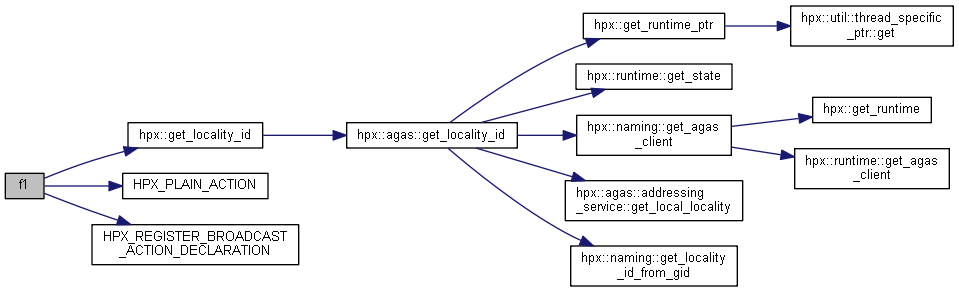 f1
hpx::get_locality_id
HPX_PLAIN_ACTION
HPX_REGISTER_BROADCAST
_ACTION_DECLARATION
hpx::agas::get_locality_id
hpx::get_runtime_ptr
hpx::runtime::get_state
hpx::naming::get_agas
_client
hpx::agas::addressing
_service::get_local_locality
hpx::naming::get_locality
_id_from_gid
hpx::util::thread_specific
_ptr::get
hpx::get_runtime
hpx::runtime::get_agas
_client